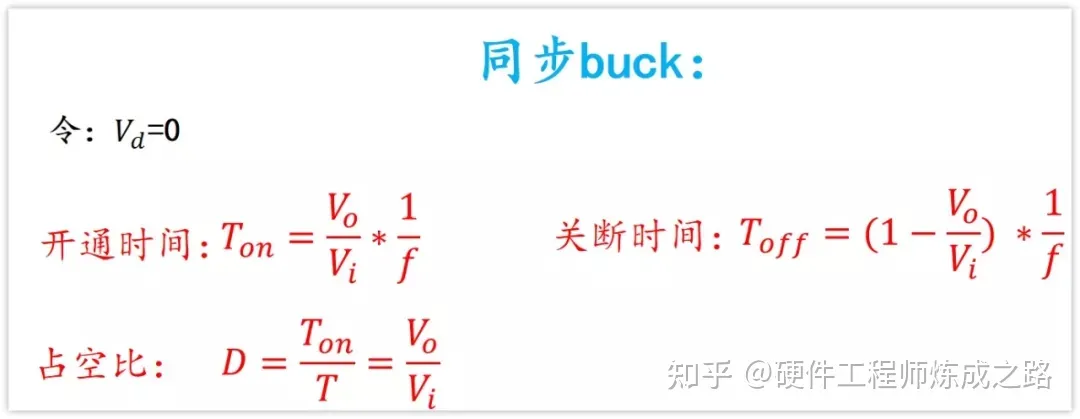 同步buck：
令：V_d=0
开通时间：T_{on} = \frac{V_o}{V_i} * \frac{1}{f}
关断时间：T_{off} = (1 - \frac{V_o}{V_i}) * \frac{1}{f}
占空比： D = \frac{T_{on}}{T} = \frac{V_o}{V_i}
知乎 @硬件工程师炼成之路